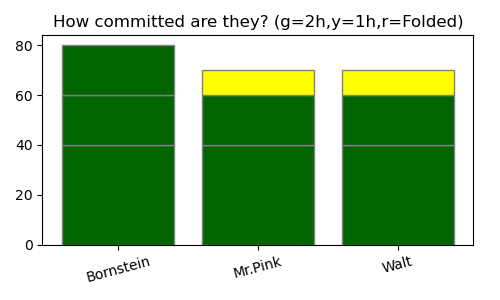 How committed are they? (g=2h,y=1h,r=Folded)
80
60
40
20
0
Bornstein
Mr.Pink
Walt